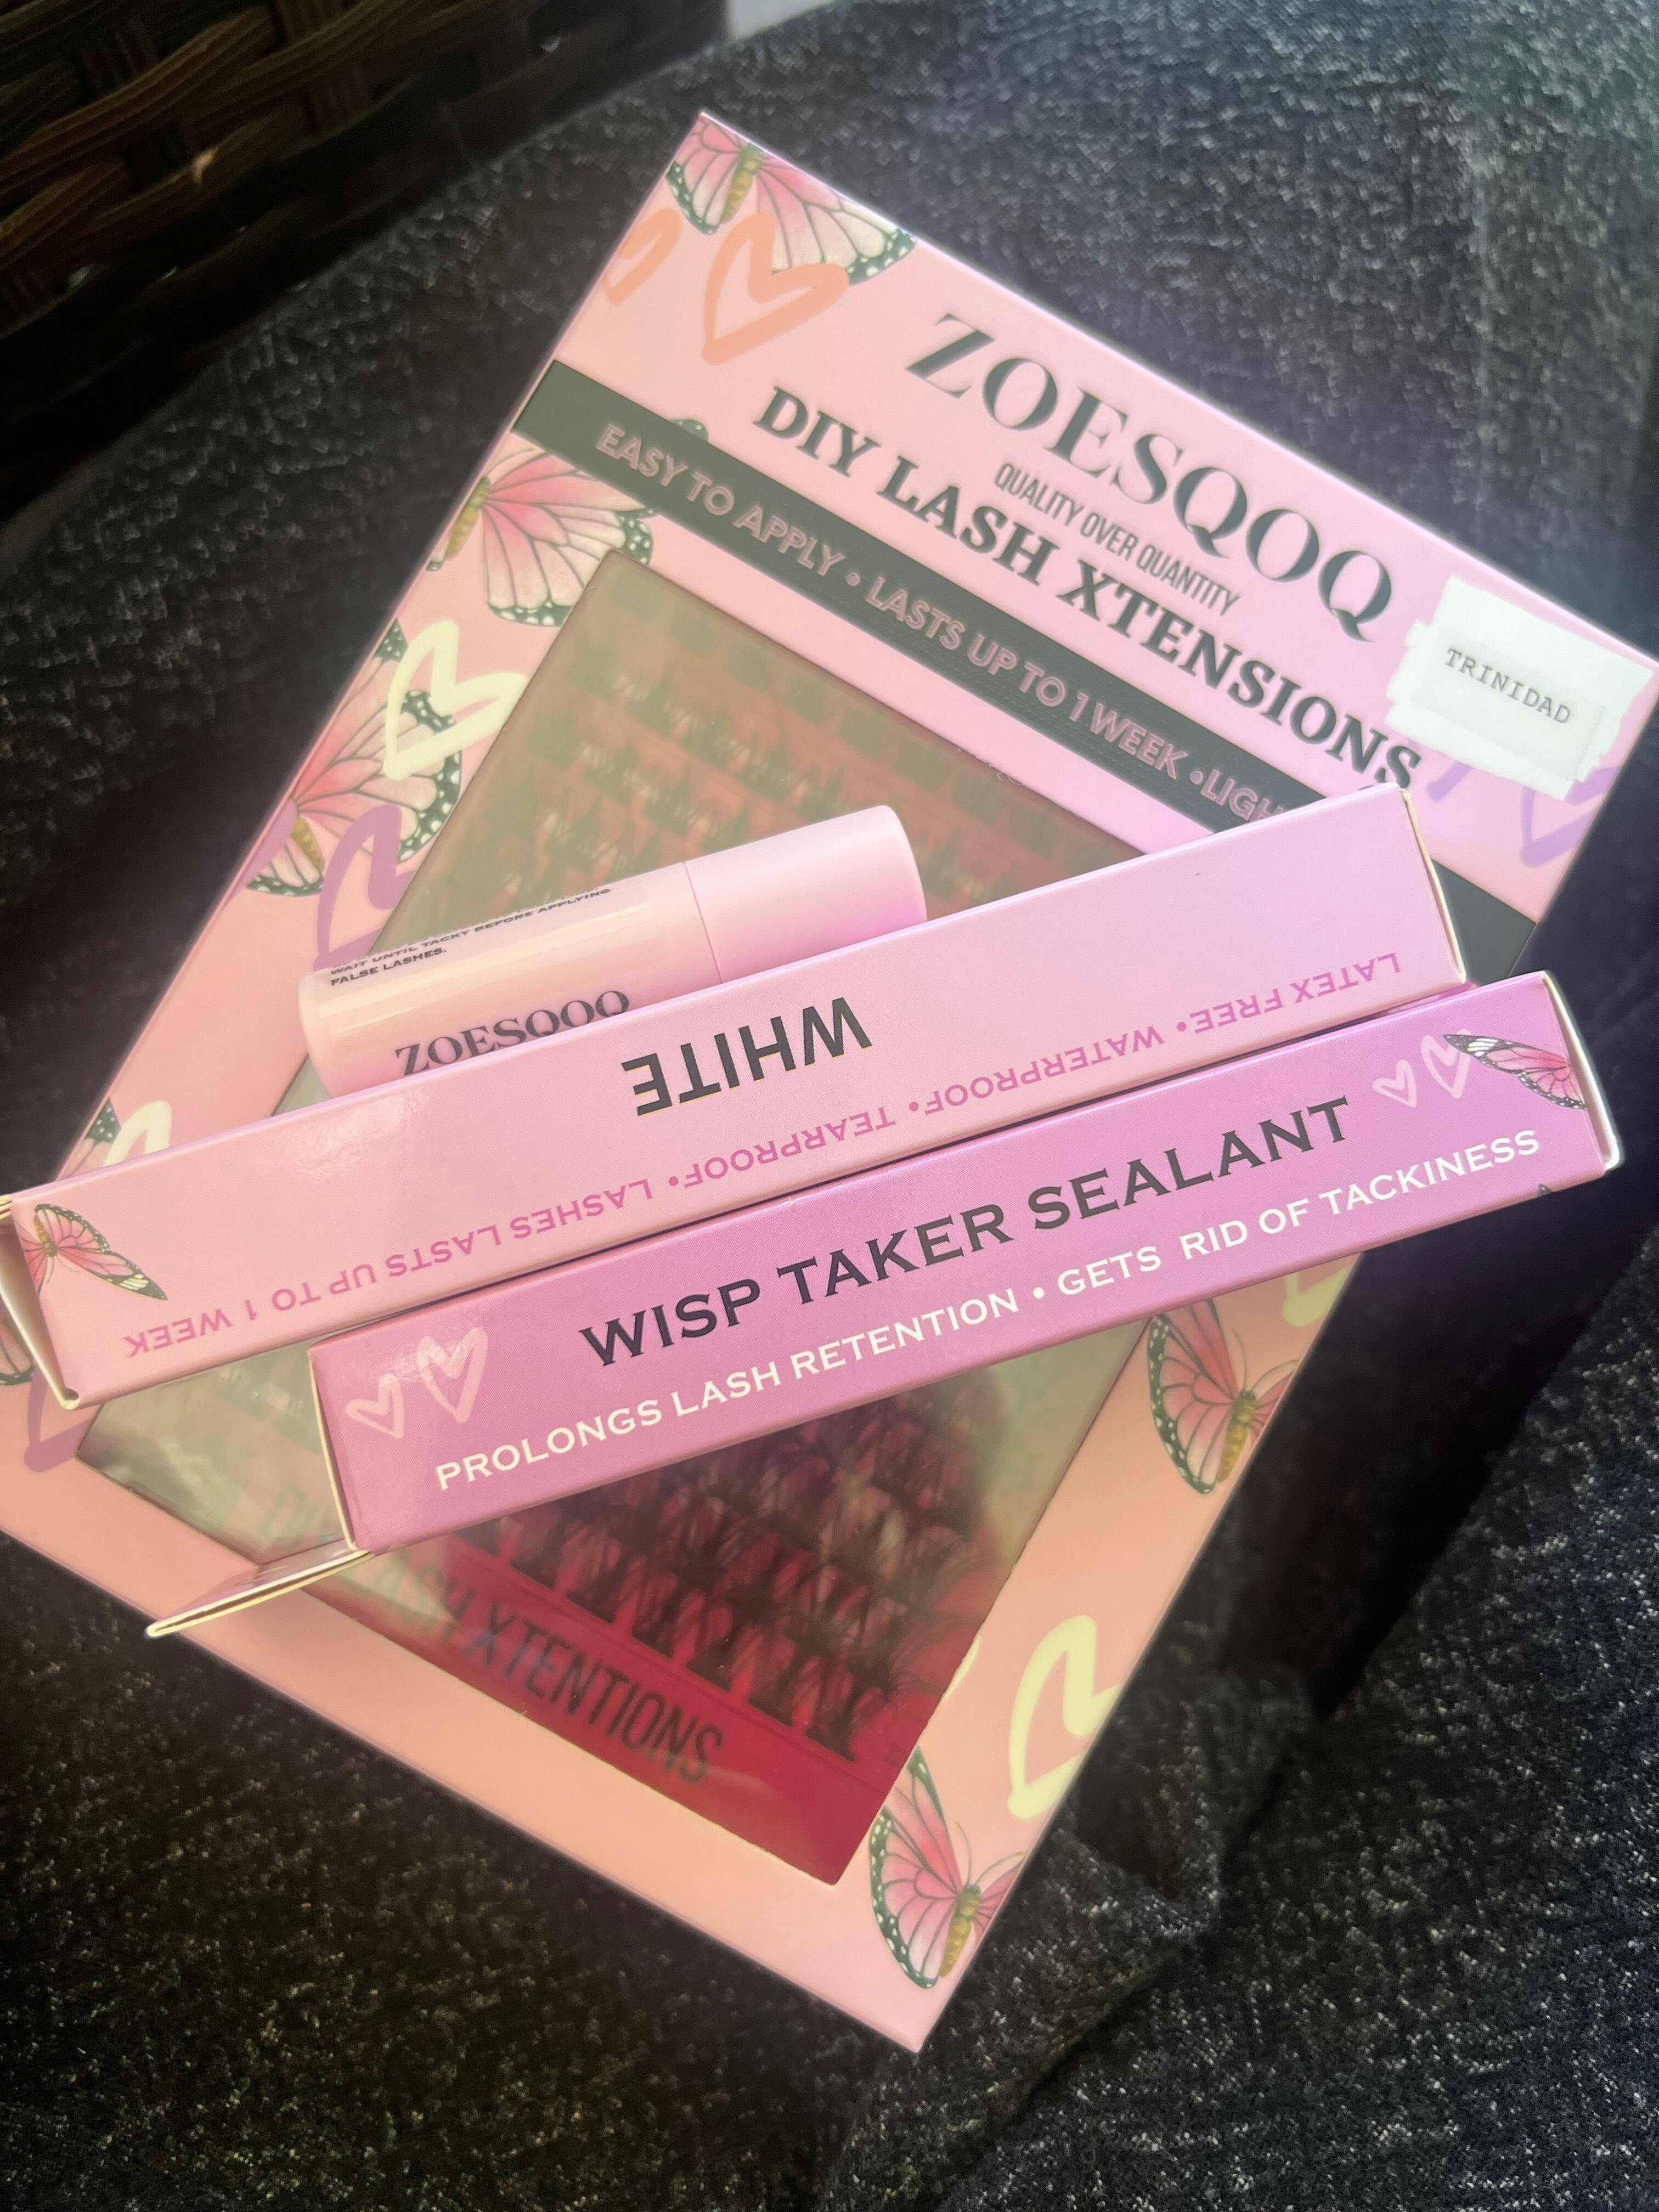 ZOESQOQ
QUALITY OVER QUANTITY
DIY LASH XTENSIONS
EASY TO APPLY • LASTS UP TO 1 WEEK •
TRINIDAD
WAIT UNTIL TACKY BEFORE APPLYING
FALSE LASHES.
ZOESQOQ
WHITE
LATEX FREE • WATERPROOF • TEARPROOF • LASHES LASTS UP TO 1 WEEK
WISP TAKER SEALANT
PROLONGS LASH RETENTION • GETS RID OF TACKINESS
LASH XTENTIONS